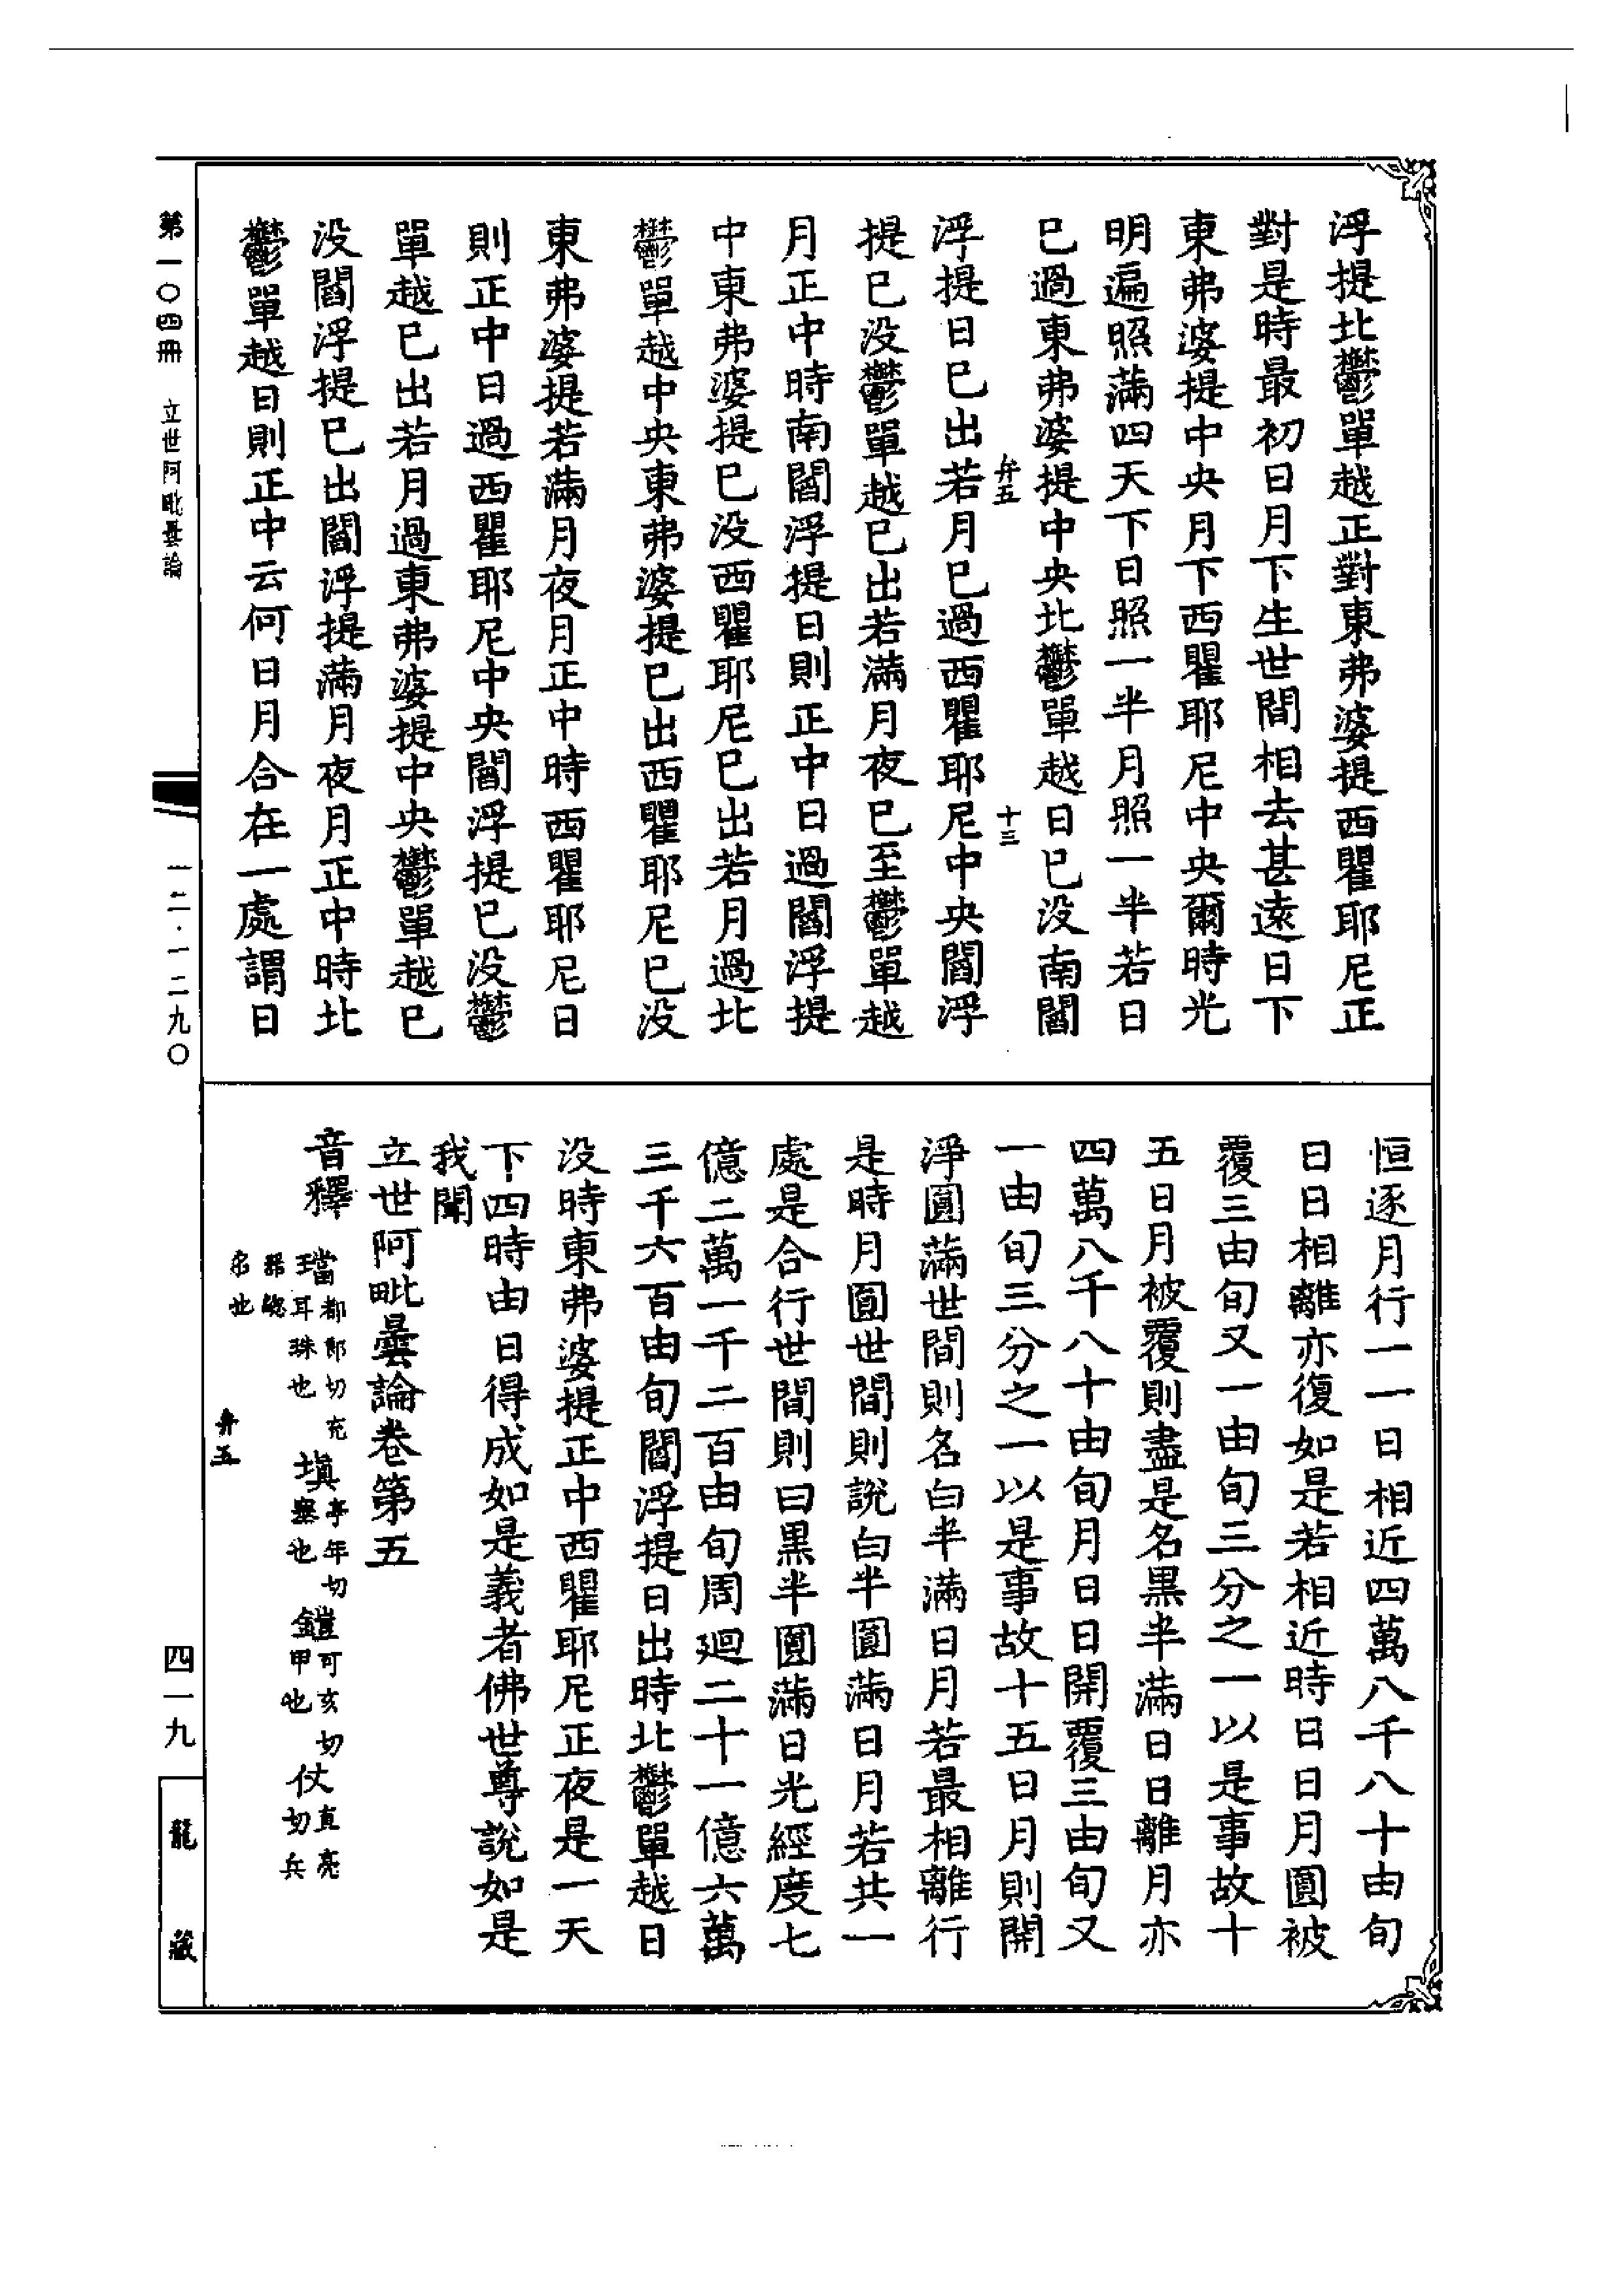 浮提北鬱單越正對東弗婆提西瞿耶尼正
對是時最初日月下生世間相去甚遠日下
東弗婆提中央月下西瞿耶尼中央爾時光
明遍照滿四天下日照一半月照一半若日
已過東弗婆提中央北鬱單越日已没南閻
弁五　十三
浮提日已出若月已過西瞿耶尼中央閻浮
提已没鬱單越已出若滿月夜已至鬱單越
月正中時南閻浮提日則正中日過閻浮提
中東弗婆提已没西瞿耶尼已出若月過北
鬱單越中央東弗婆提已出西瞿耶尼已没
東弗婆提若滿月夜月正中時西瞿耶尼日
則正中日過西瞿耶尼中央閻浮提已没鬱
單越已出若月過東弗婆提中央鬱單越已
没閻浮提已出閻浮提滿月夜月正中時北
鬱單越日則正中云何日月合在一處謂日
恒逐月行一一日相近四萬八千八十由旬
日日相離亦復如是若相近時日日月圓被
覆三由旬又一由旬三分之一以是事故十
五日月被覆則盡是名黒半滿日日離月亦
四萬八千八十由旬月日日開覆三由旬又
一由旬三分之一以是事故十五日月則開
淨圓滿世間則名白半滿日月若最相離行
是時月圓世間則說白半圓滿日月若共一
處是合行世間則曰黒半圓滿日光經度七
億二萬一千二百由旬周廻二十一億六萬
三千六百由旬閻浮提日出時北鬱單越日
没時東弗婆提正中西瞿耶尼正夜是一天
下四時由日得成如是義者佛世尊說如是
我聞
立世阿毗曇論卷第五
音釋
璫都郎切充耳珠也 塡亭年切塞也 鎧可亥切甲也 仗直亮切兵
器總名也
弁五
第一〇四冊　立世阿毗曇論
一二·一二九〇
四一九
龍藏